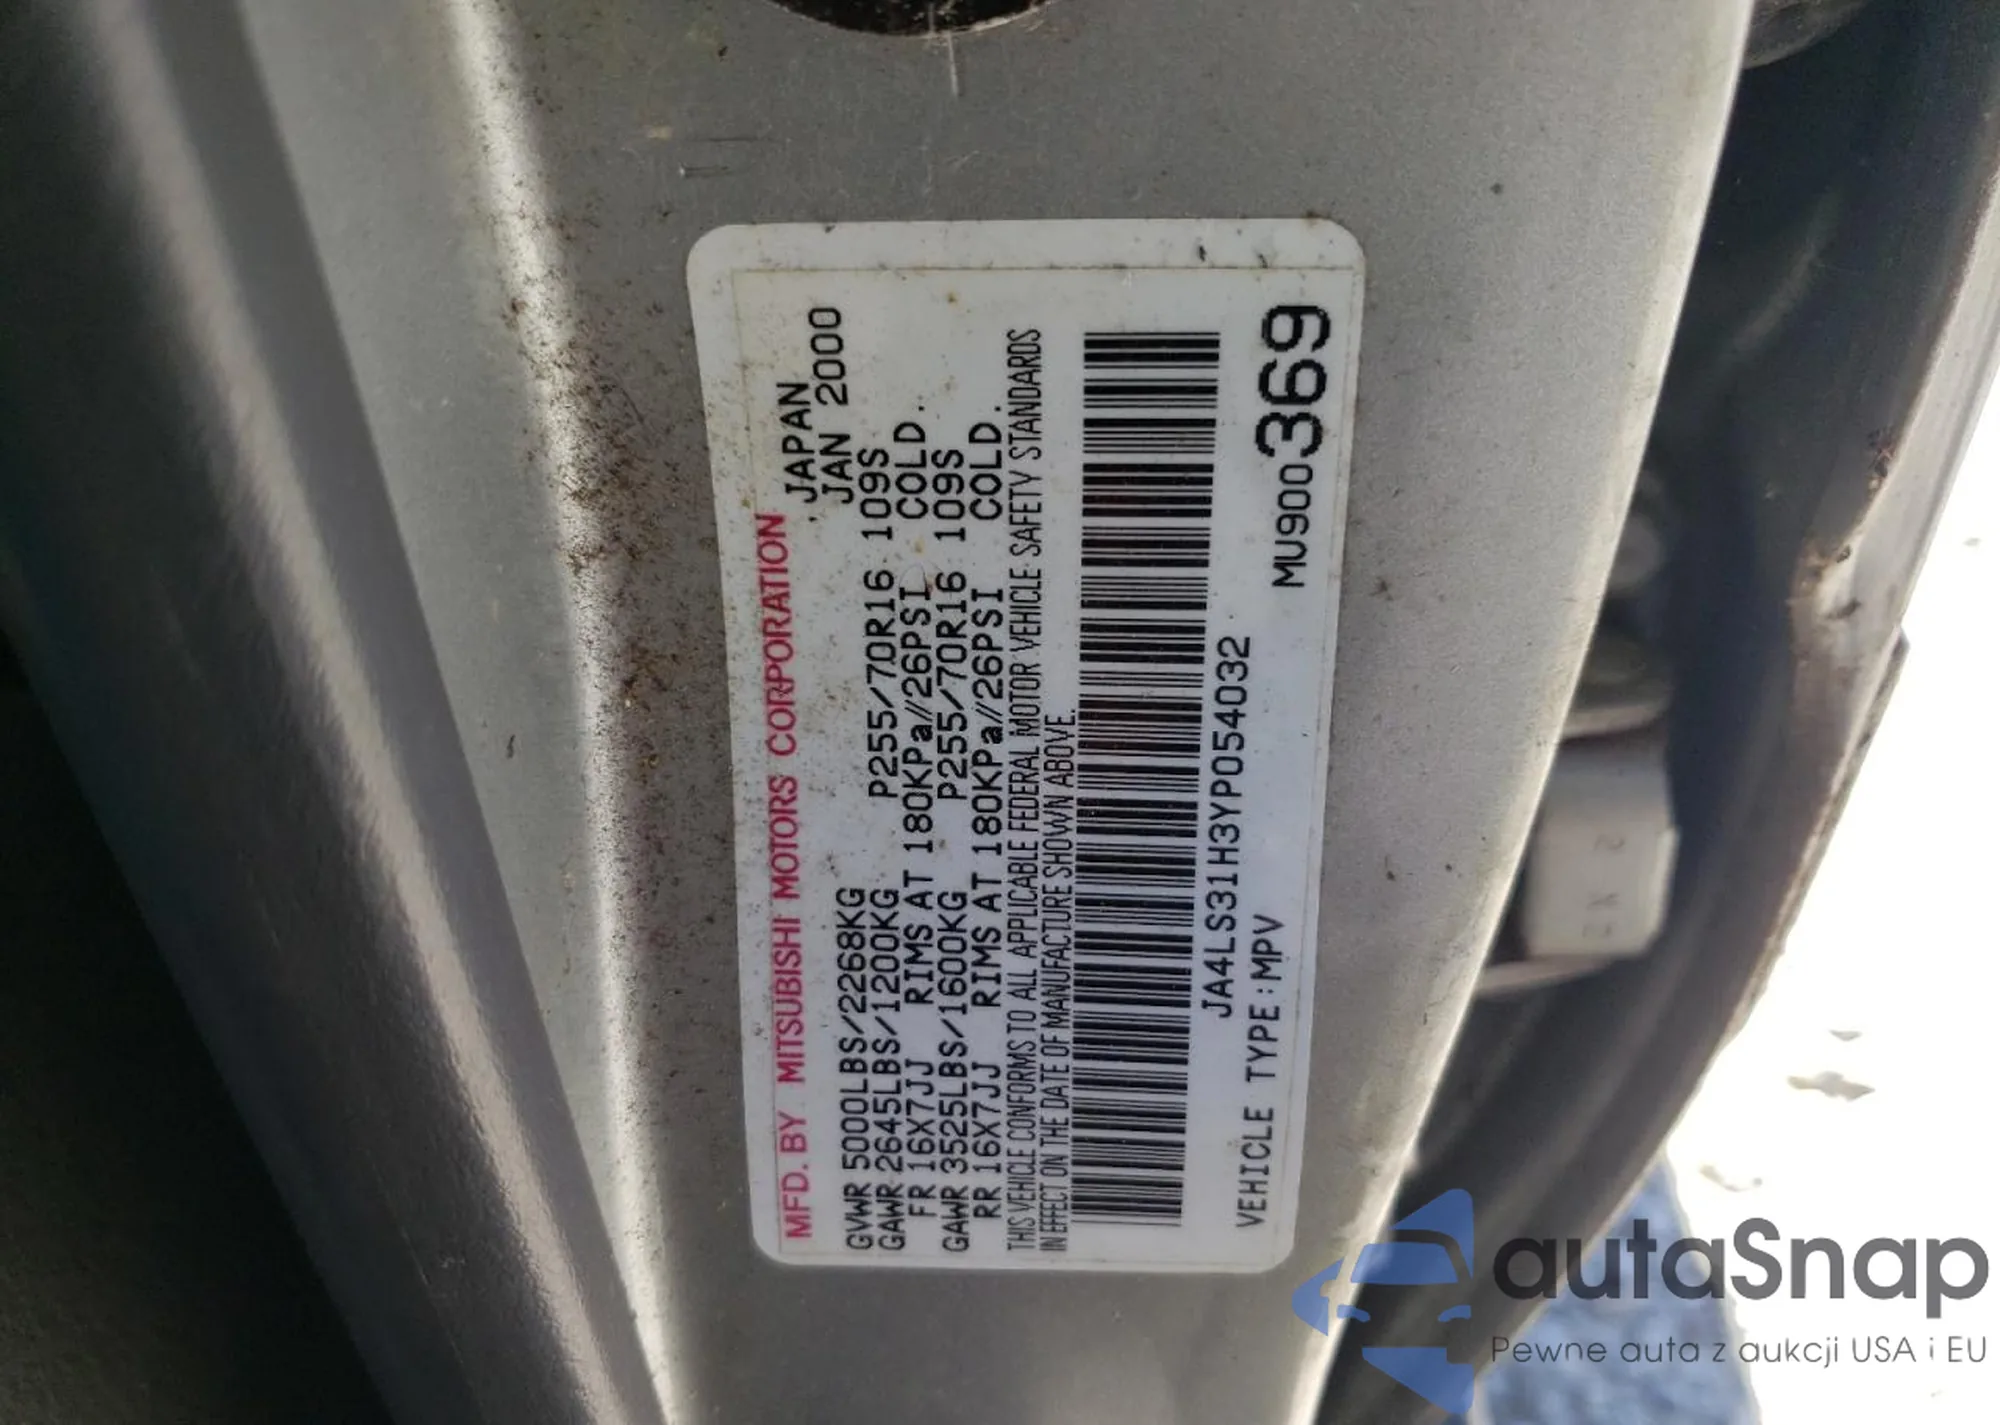 MFD. BY MITSUBISHI MOTORS CORPORATION, JAPAN
JAN 2000
GVWR 5000LBS/2268KG
GAWR 2645LBS/1200KG P255/70R16 109S
FR 16X7JJ RIMS AT 180KPa//26PSI COLD.
GAWR 3525LBS/1600KG P255/70R16 109S
RR 16X7JJ RIMS AT 180KPa//26PSI COLD.
THIS VEHICLE CONFORMS TO ALL APPLICABLE FEDERAL MOTOR VEHICLE SAFETY STANDARDS
IN EFFECT ON THE DATE OF MANUFACTURE SHOWN ABOVE.
JA4LS31H3YP054032
VEHICLE TYPE:MPV MU900369
autaSnap
Pewne auta z aukcji USA i EU